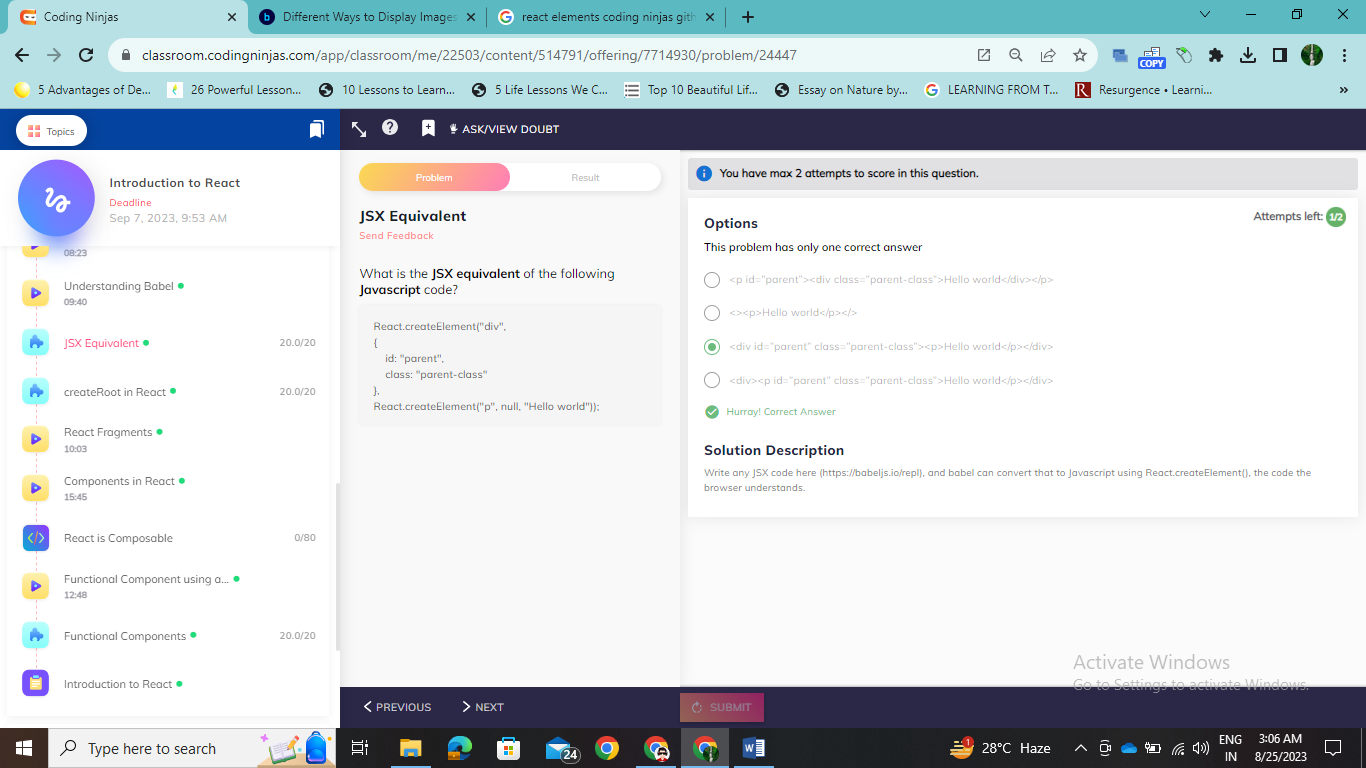 Coding Ninjas
Different Ways to Display Images
react elements coding ninjas gith
classroom.codingninjas.com/app/classroom/me/22503/content/514791/offering/7714930/problem/24447
COPY
5 Advantages of De...
26 Powerful Lesson...
10 Lessons to Learn...
5 Life Lessons We C...
Top 10 Beautiful Lif...
Essay on Nature by...
LEARNING FROM T...
Resurgence • Learni...
»
Topics
ASK/VIEW DOUBT
Introduction to React
Deadline
Sep 7, 2023, 9:53 AM
08:23
Understanding Babel
09:40
JSX Equivalent
20.0/20
createRoot in React
20.0/20
React Fragments
10:03
Components in React
15:45
React is Composable
0/80
Functional Component using a...
12:48
Functional Components
20.0/20
Introduction to React
Problem
Result
JSX Equivalent
Send Feedback
What is the JSX equivalent of the following
Javascript code?
React.createElement("div",
{
id: "parent",
class: "parent-class"
},
React.createElement("p", null, "Hello world"));
You have max 2 attempts to score in this question.
Options
Attempts left: 1/2
This problem has only one correct answer
<p id="parent"><div class="parent-class">Hello world</div></p>
<><p>Hello world</p></>
<div id="parent" class="parent-class"><p>Hello world</p></div>
<div><p id="parent" class="parent-class">Hello world</p></div>
Hurray! Correct Answer
Solution Description
Write any JSX code here (https://babeljs.io/repl), and babel can convert that to Javascript using React.createElement(), the code the
browser understands.
Activate Windows
Go to Settings to activate Windows.
PREVIOUS
NEXT
SUBMIT
Type here to search
24
1
28°C Haze
ENG
IN
3:06 AM
8/25/2023